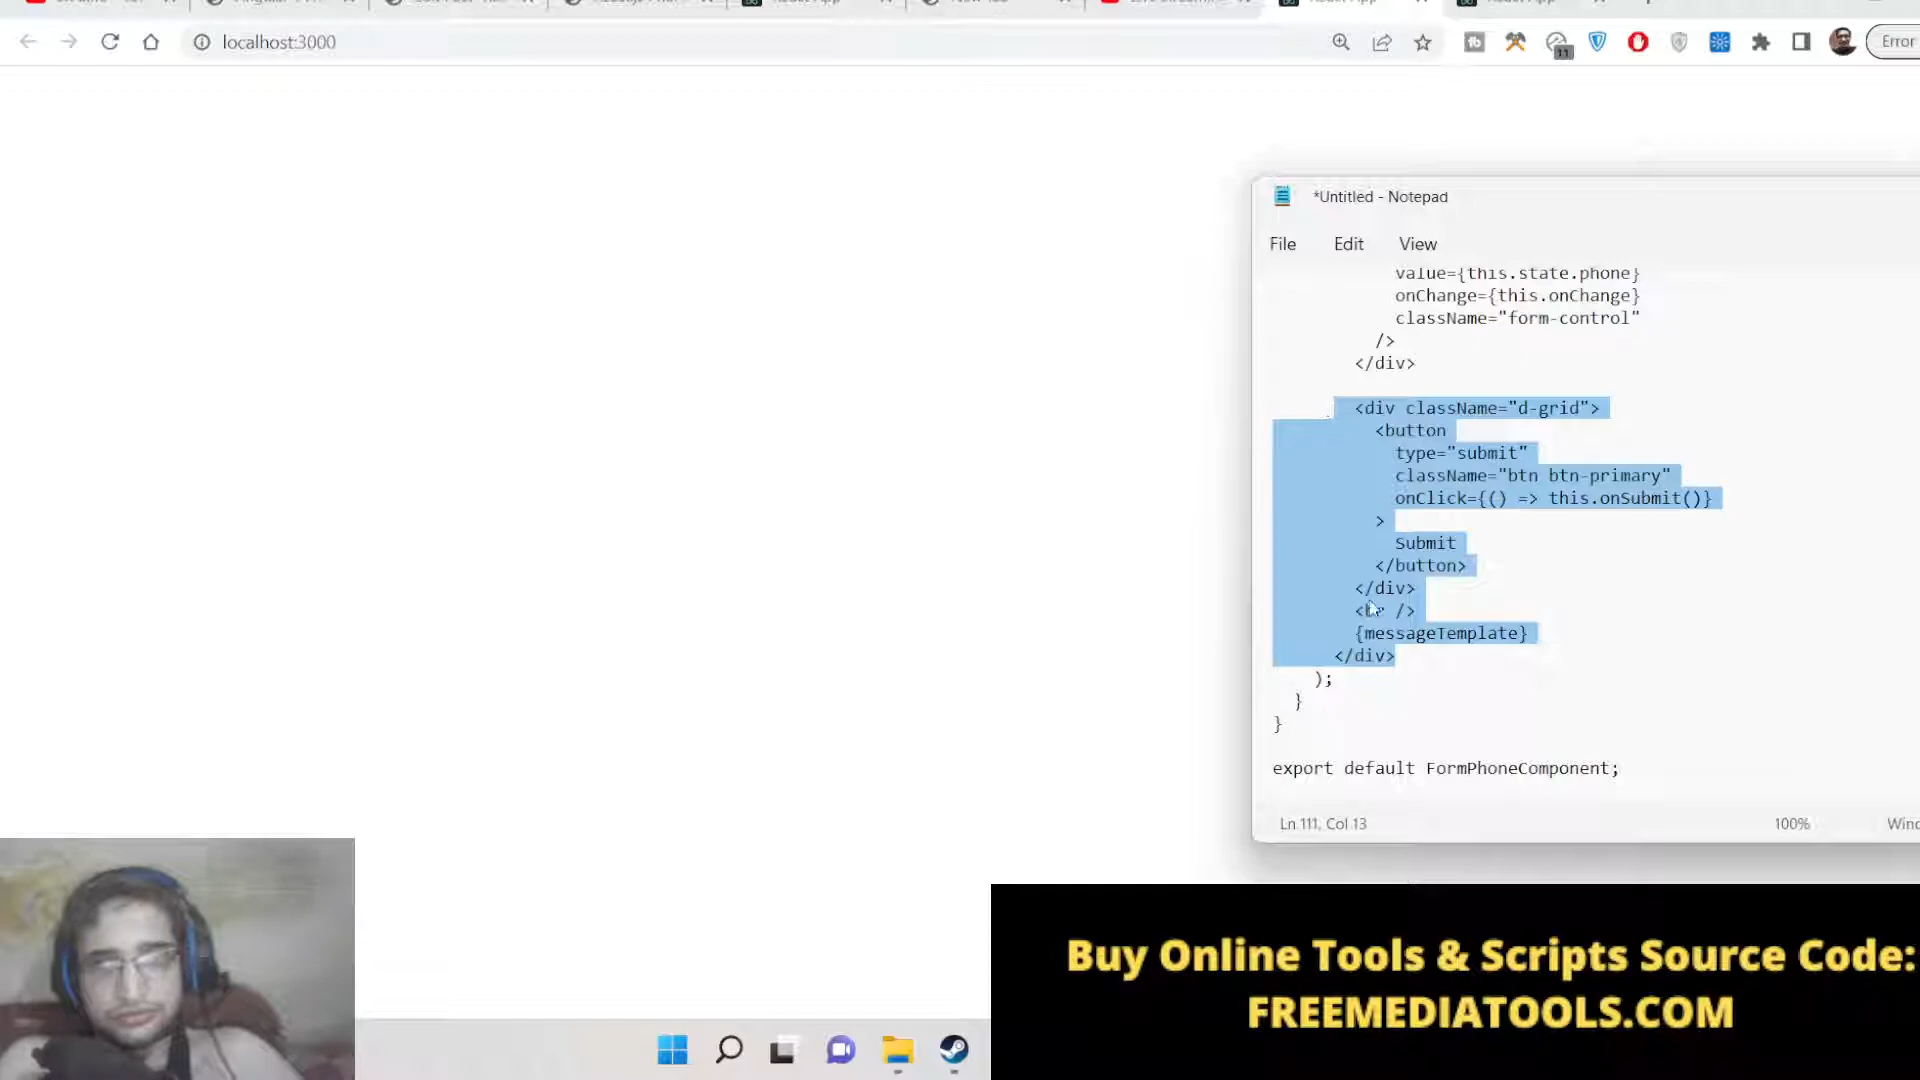 localhost:3000
11
Error
*Untitled - Notepad
File Edit View
value={this.state.phone}
onChange={this.onChange}
className="form-control"
/>
</div>
<div className="d-grid">
<button
type="submit"
className="btn btn-primary"
onClick={() => this.onSubmit()}
>
Submit
</button>
</div>
<br />
{messageTemplate}
</div>
);
}
}
export default FormPhoneComponent;
Ln 111, Col 13
100%
Buy Online Tools & Scripts Source Code:
FREEMEDIATOOLS.COM